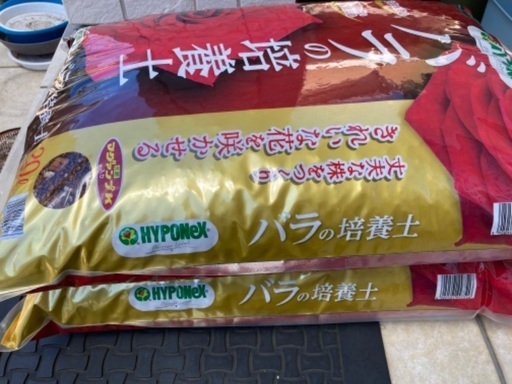 バラの培養土
きれいな花を咲かせる
丈夫な株をつくり
マグァンプK
20ℓ
HYPONeX
バラの培養土
HYPONeX
バラの培養土